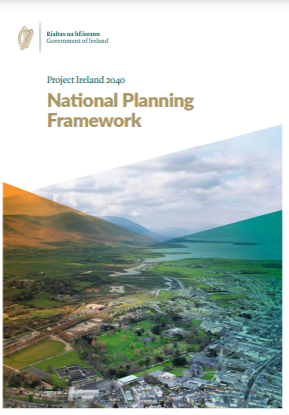 Rialtas na hÉireann
Government of Ireland
Project Ireland 2040
National Planning
Framework